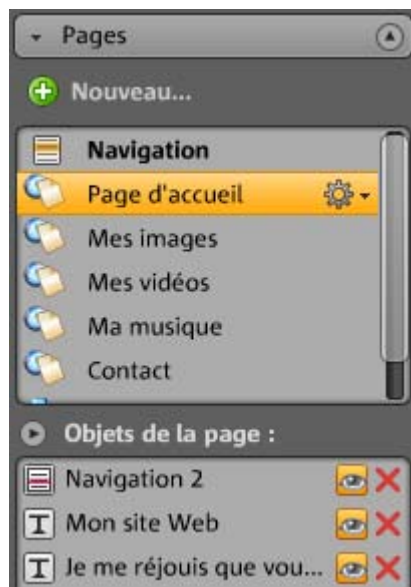 Pages
Nouveau...
Navigation
Page d'accueil
Mes images
Mes vidéos
Ma musique
Contact
Objets de la page :
Navigation 2
T Mon site Web
T Je me réjouis que vou...